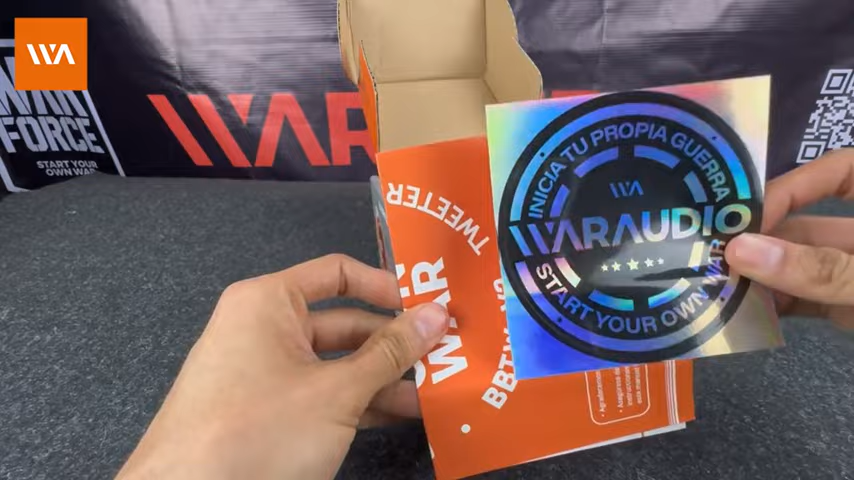 WA
WAR
FORCE
START YOUR
OWN WAR
WAR
TWEETER
WAR
INICIA TU PROPIA GUERRA
WA
WARAUDIO
START YOUR OWN WAR